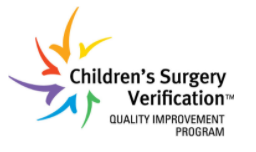 Children's Surgery
Verification™
QUALITY IMPROVEMENT
PROGRAM